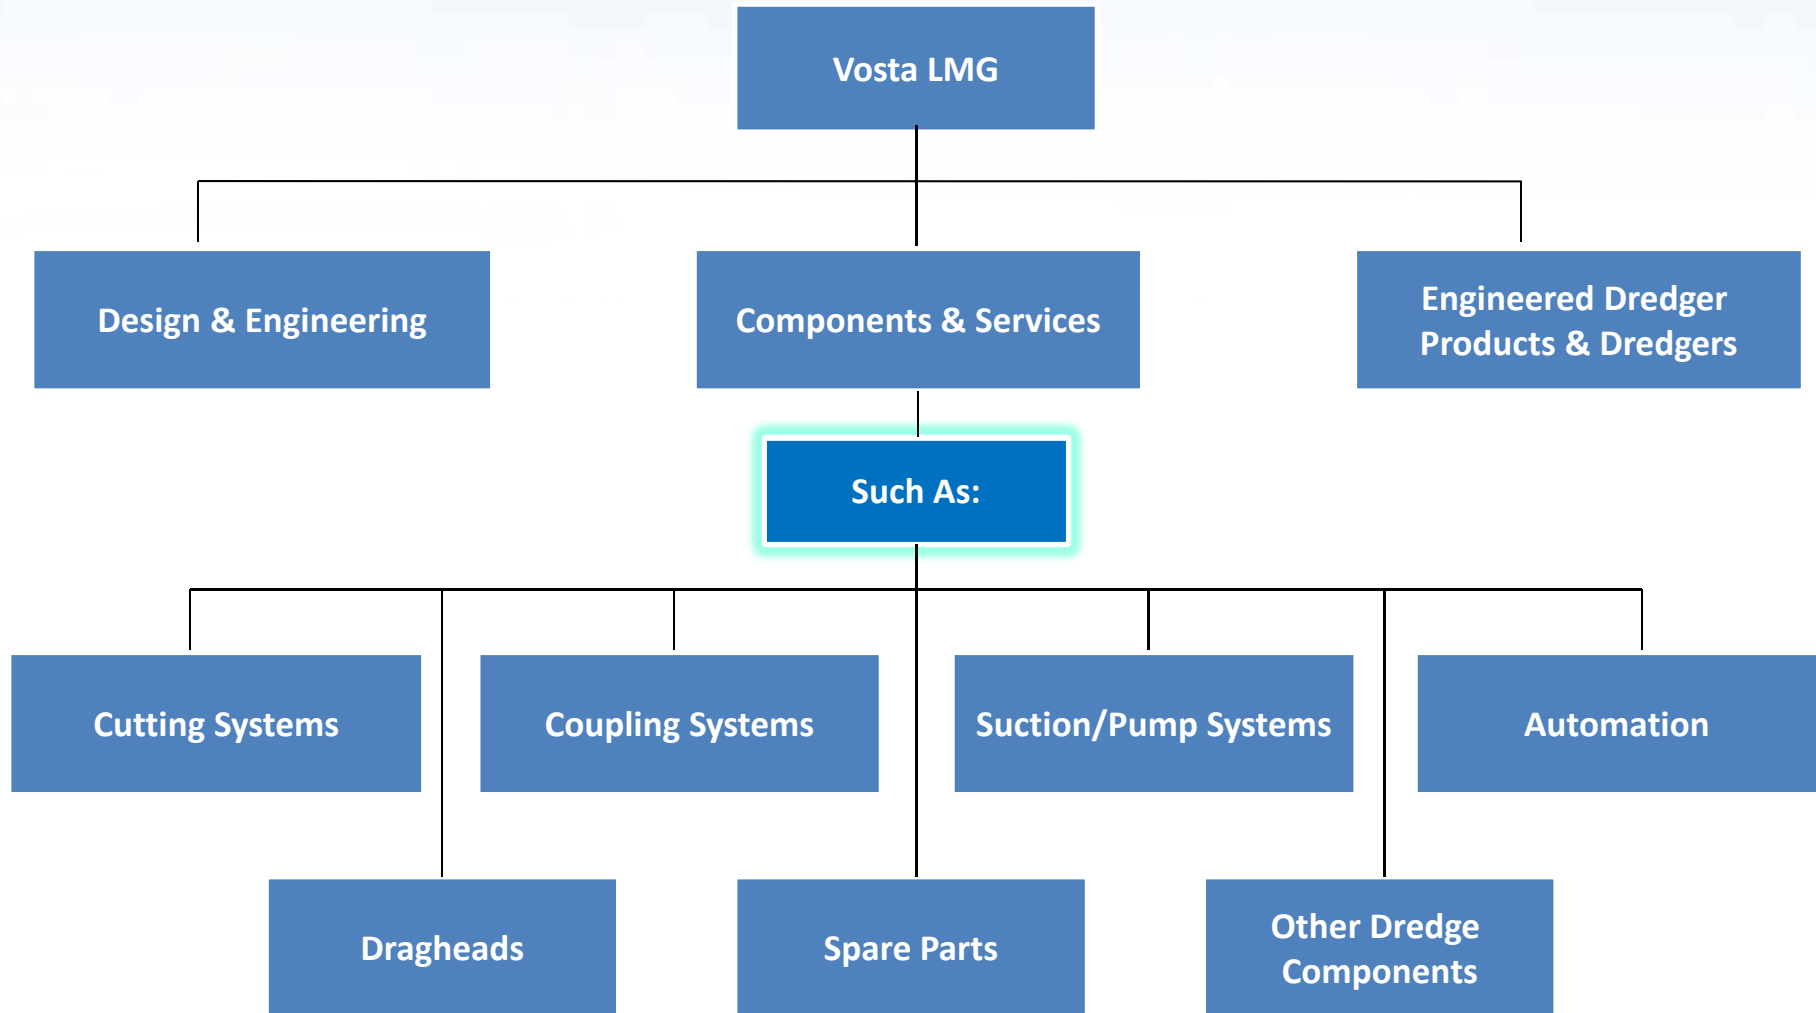 Vosta LMG
Design & Engineering
Components & Services
Engineered Dredger
Products & Dredgers
Such As:
Cutting Systems
Coupling Systems
Suction/Pump Systems
Automation
Dragheads
Spare Parts
Other Dredge
Components